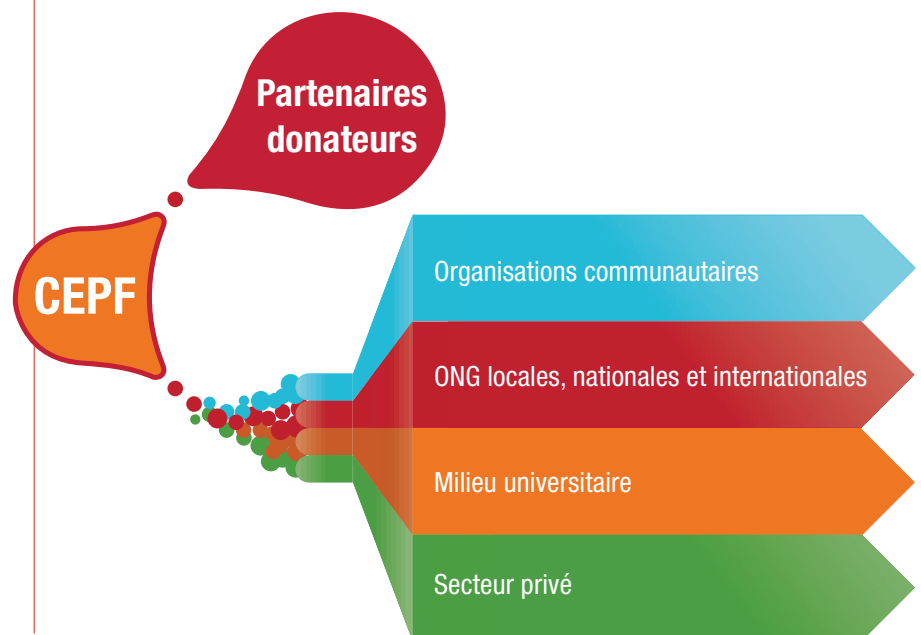 Partenaires
donateurs
CEPF
Organisations communautaires
ONG locales, nationales et internationales
Milieu universitaire
Secteur privé